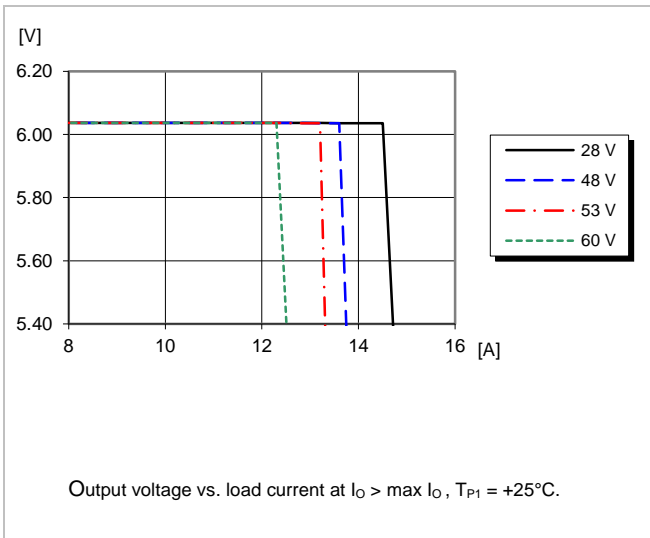 [V]
6.20
6.00
5.80
5.60
5.40
8 10 12 14 16
[A]
28 V
48 V
53 V
60 V
Output voltage vs. load current at IO > max IO , TP1 = +25°C.